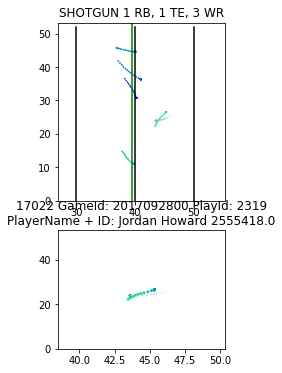 SHOTGUN 1 RB, 1 TE, 3 WR
50
40
30
20
10
0
30 40 50
17022 GameId: 2017092800 PlayId: 2319
PlayerName + ID: Jordan Howard 2555418.0
40
20
0
40.0 42.5 45.0 47.5 50.0